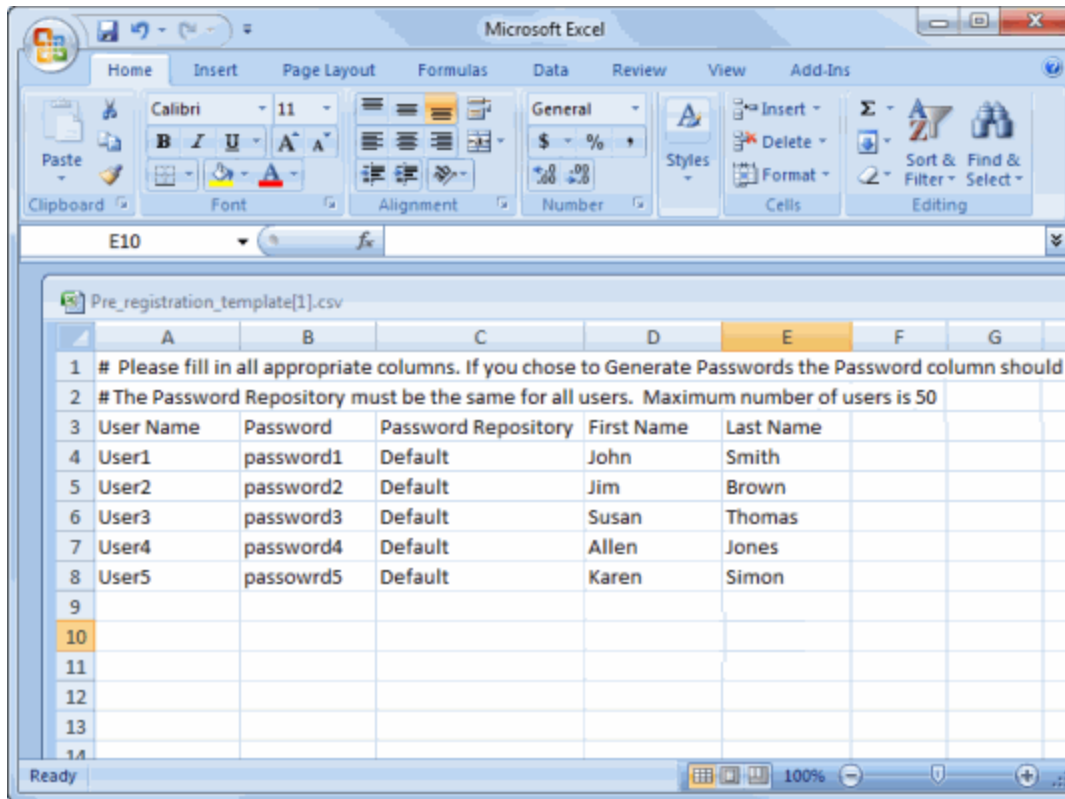 Microsoft Excel
Home Insert Page Layout Formulas Data Review View Add-Ins
Calibri 11 General Insert Σ
B I U A A $ % , Delete
Paste Styles Format Sort & Filter Find & Select
Clipboard Font Alignment Number Cells Editing
E10 fx
Pre_registration_template[1].csv
A B C D E F G
1 # Please fill in all appropriate columns. If you chose to Generate Passwords the Password column should
2 # The Password Repository must be the same for all users. Maximum number of users is 50
3 User Name Password Password Repository First Name Last Name
4 User1 password1 Default John Smith
5 User2 password2 Default Jim Brown
6 User3 password3 Default Susan Thomas
7 User4 password4 Default Allen Jones
8 User5 passowrd5 Default Karen Simon
9
10
11
12
13
14
Ready 100%